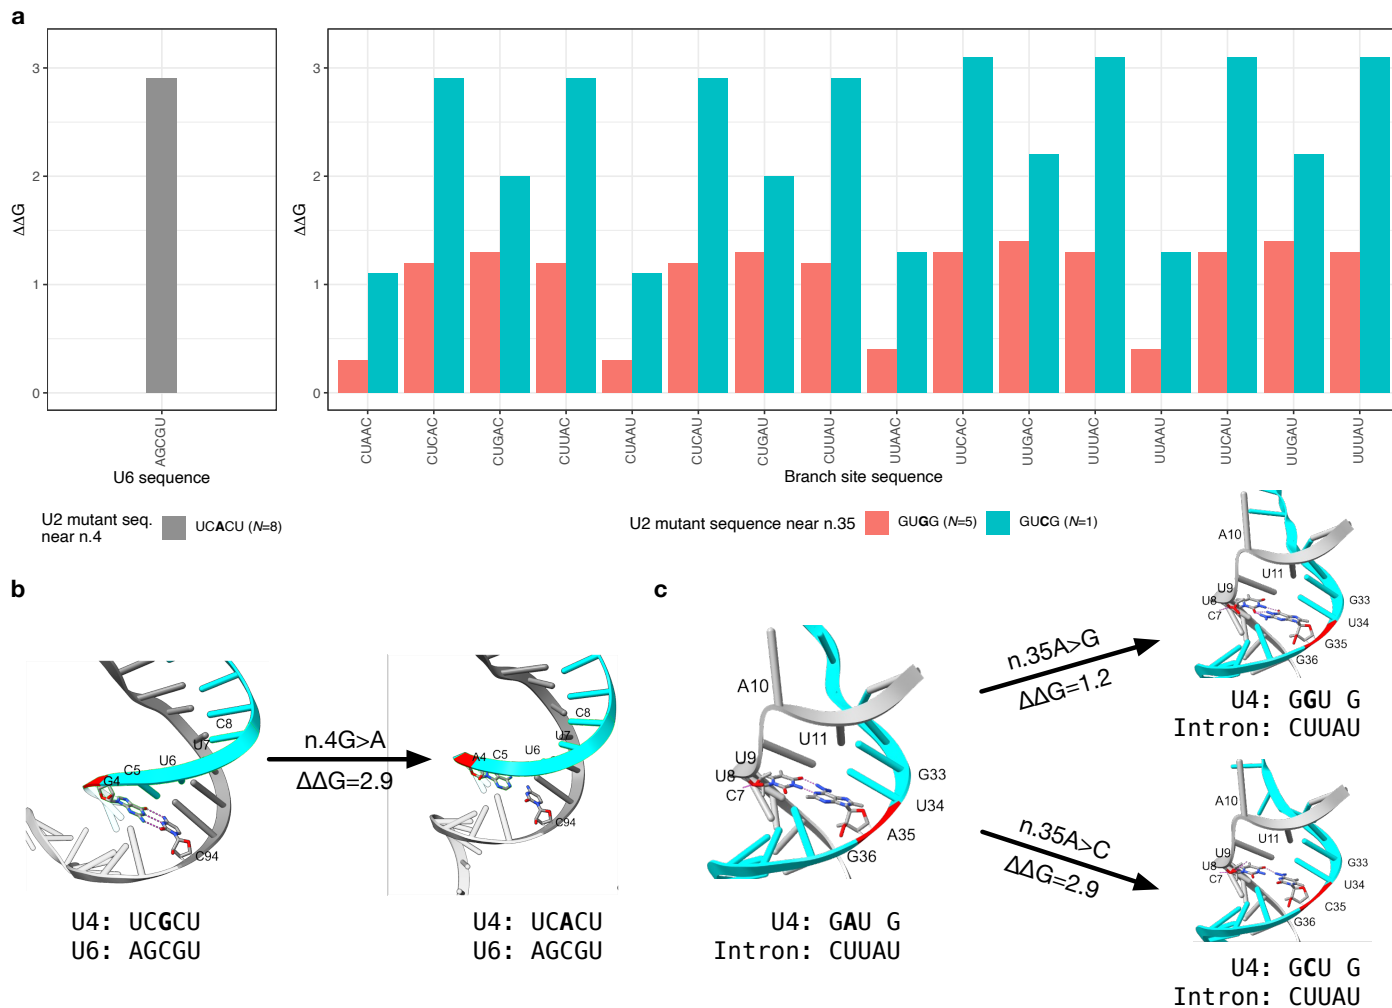 a
ΔΔG
3
2
1
0
AGCGU
U6 sequence
ΔΔG
3
2
1
0
CUAAC
CUCAC
CUGAC
CUUAC
CUAAU
CUCAU
CUGAU
CUUAU
UUAAC
UUCAC
UUGAC
UUUAC
UUAAU
UUCAU
UUGAU
UUUAU
Branch site sequence
U2 mutant seq.
near n.4
UCACU (N=8)
U2 mutant sequence near n.35
GUGG (N=5)
GUCG (N=1)
b
C8
U7
U6
C5
G4
C94
U4: UCGCU
U6: AGCGU
n.4G>A
ΔΔG=2.9
C8
U7
U6
C5
A4
C94
U4: UCACU
U6: AGCGU
c
A10
U11
U9
U8
C7
G33
U34
A35
G36
U4: GAU G
Intron: CUUAU
n.35A>G
ΔΔG=1.2
A10
U11
U9
U8
C7
G33
U34
G35
G36
U4: GGU G
Intron: CUUAU
n.35A>C
ΔΔG=2.9
A10
U11
U9
U8
C7
G33
U34
C35
G36
U4: GCU G
Intron: CUUAU